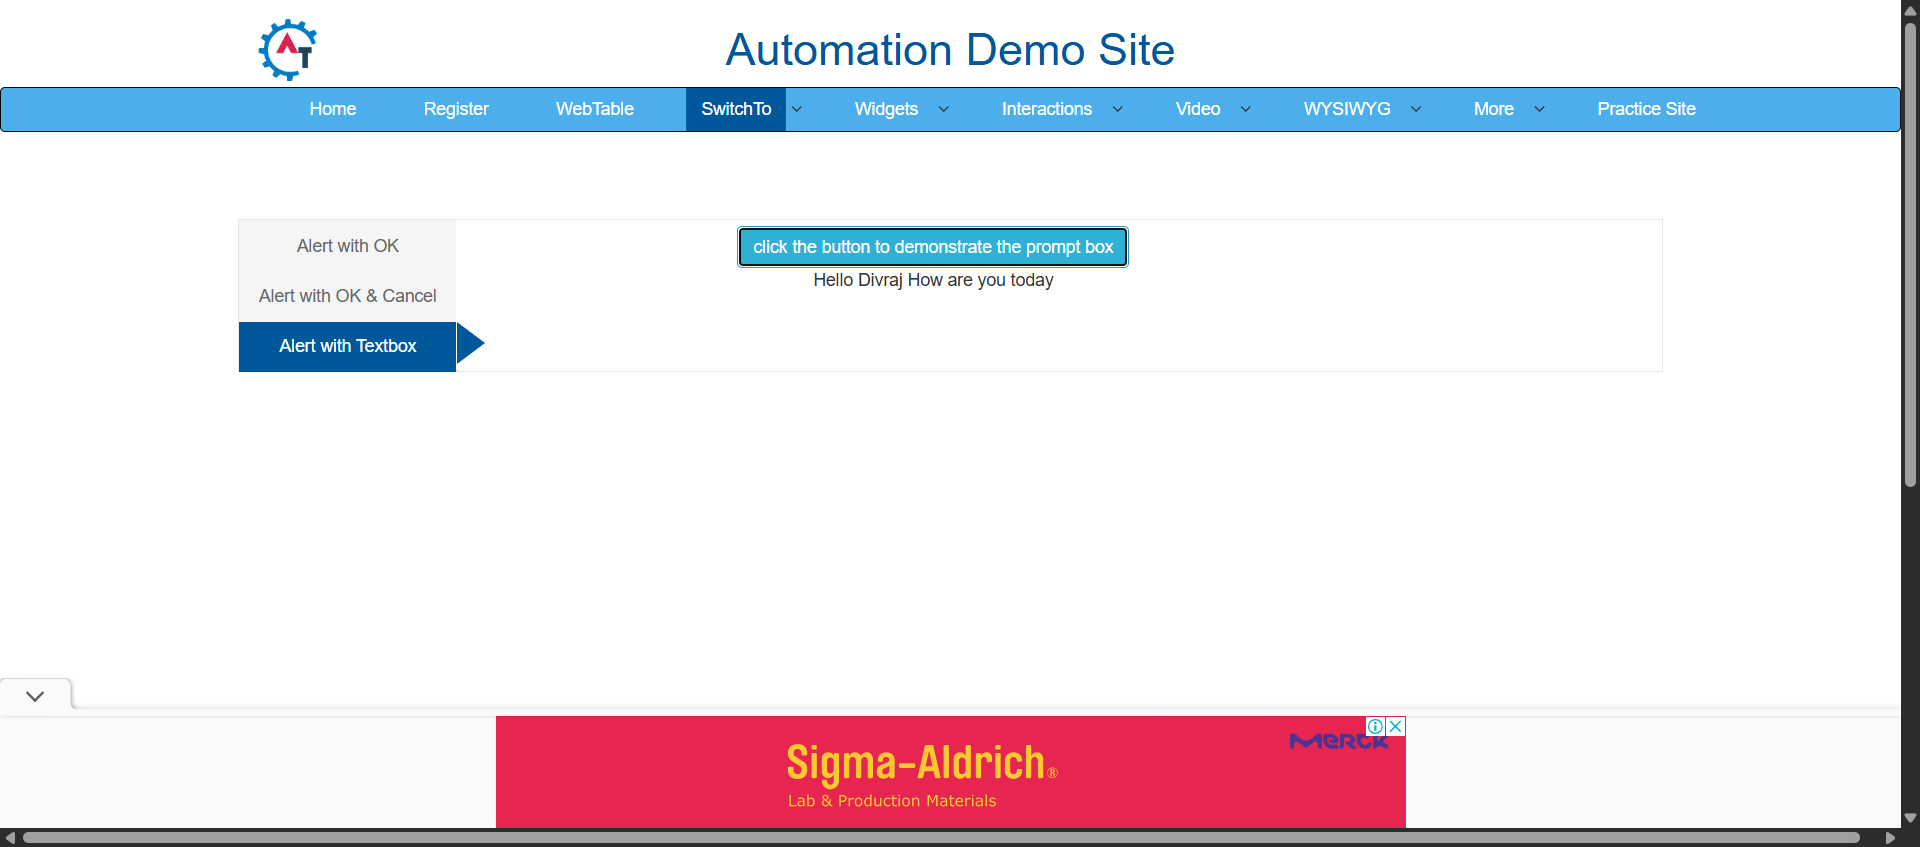 AT
Automation Demo Site
Home Register WebTable SwitchTo Widgets Interactions Video WYSIWYG More Practice Site
Alert with OK
Alert with OK & Cancel
Alert with Textbox
click the button to demonstrate the prompt box
Hello Divraj How are you today
Sigma-Aldrich®
Lab & Production Materials
Merck